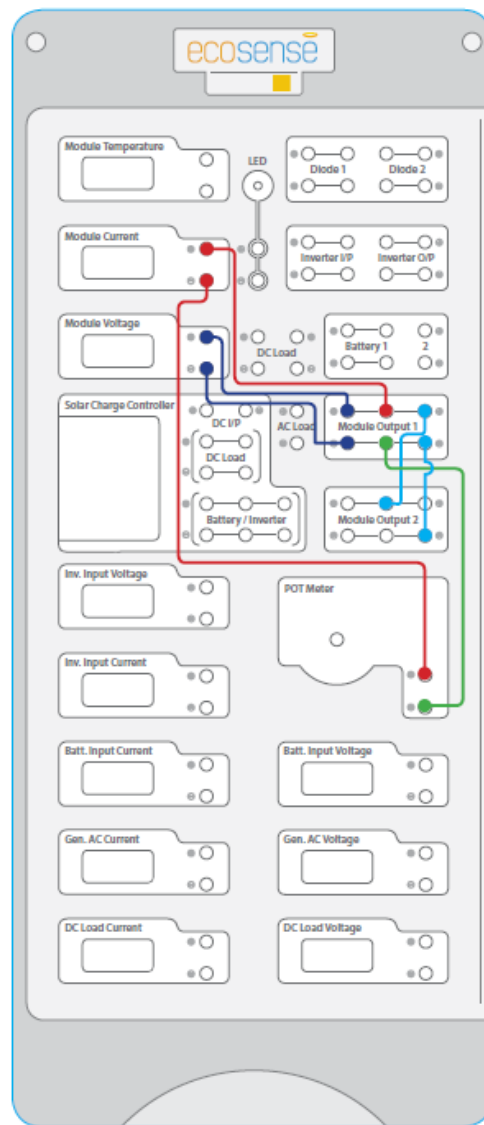 ecosense
Module Temperature
LED
Diode 1 Diode 2
Module Current
Inverter I/P Inverter O/P
Module Voltage
DC Load
Battery 1 2
Solar Charge Controller
DC I/P
AC Load
Module Output 1
DC Load
Battery / Inverter
Module Output 2
Inv. Input Voltage
POT Meter
Inv. Input Current
Batt. Input Current
Batt. Input Voltage
Gen. AC Current
Gen. AC Voltage
DC Load Current
DC Load Voltage